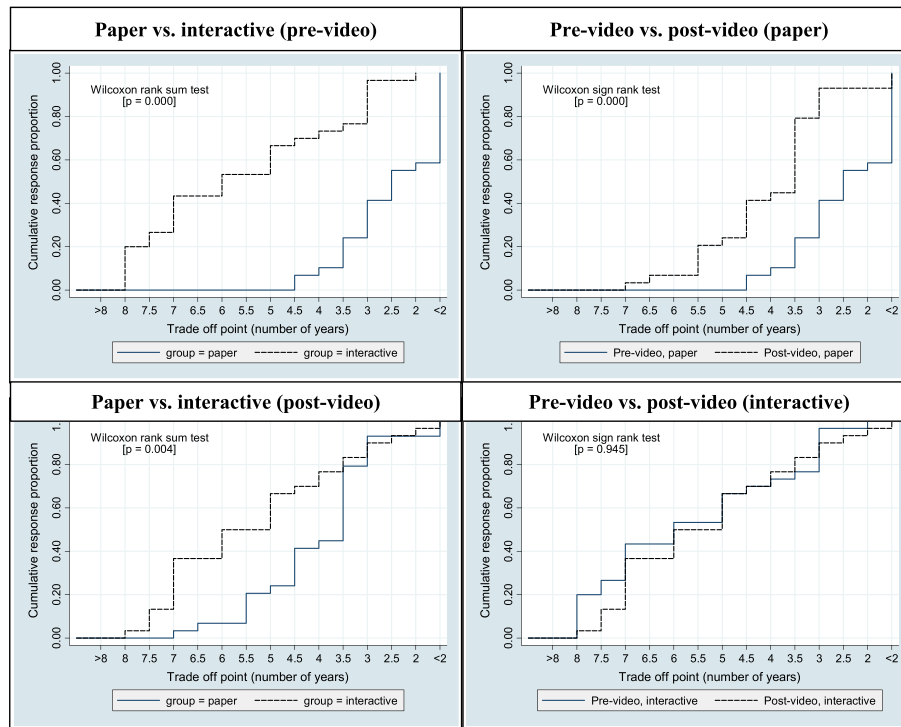 Paper vs. interactive (pre-video)
Wilcoxon rank sum test
[p = 0.000]
Cumulative response proportion
0.00 0.20 0.40 0.60 0.80 1.00
>8 8 7.5 7 6.5 6 5.5 5 4.5 4 3.5 3 2.5 2 <2
Trade off point (number of years)
group = paper group = interactive
Pre-video vs. post-video (paper)
Wilcoxon sign rank test
[p = 0.000]
Cumulative response proportion
0.00 0.20 0.40 0.60 0.80 1.00
>8 8 7.5 7 6.5 6 5.5 5 4.5 4 3.5 3 2.5 2 <2
Trade off point (number of years)
Pre-video, paper Post-video, paper
Paper vs. interactive (post-video)
Wilcoxon rank sum test
[p = 0.004]
Cumulative response proportion
0.00 0.20 0.40 0.60 0.80 1.
>8 8 7.5 7 6.5 6 5.5 5 4.5 4 3.5 3 2.5 2 <2
Trade off point (number of years)
group = paper group = interactive
Pre-video vs. post-video (interactive)
Wilcoxon sign rank test
[p = 0.945]
Cumulative response proportion
0.00 0.20 0.40 0.60 0.80 1.
>8 8 7.5 7 6.5 6 5.5 5 4.5 4 3.5 3 2.5 2 <2
Trade off point (number of years)
Pre-video, interactive Post-video, interactive